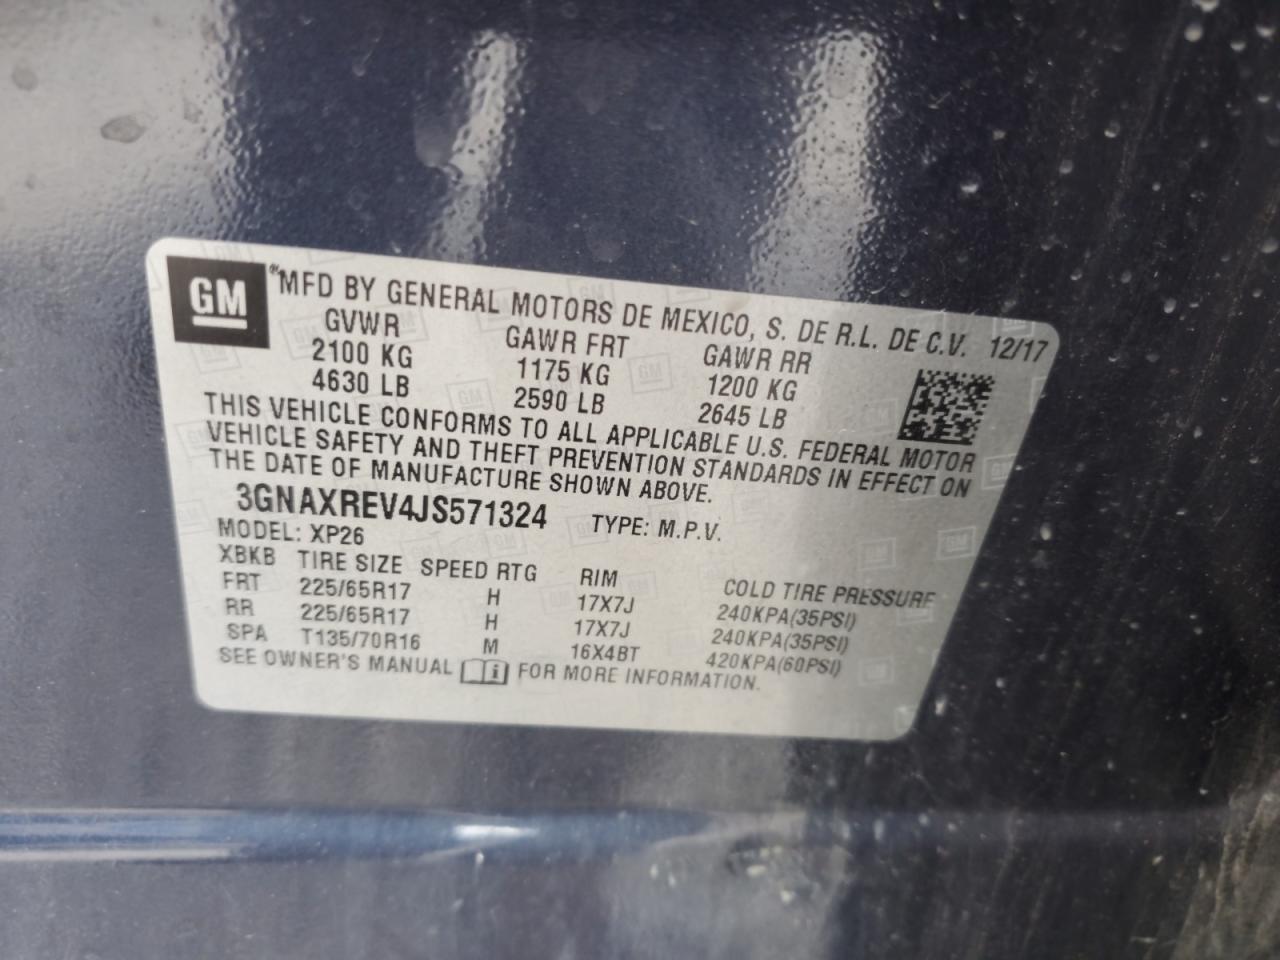 GM
MFD BY GENERAL MOTORS DE MEXICO, S. DE R.L. DE C.V. 12/17
GVWR GAWR FRT GAWR RR
2100 KG 1175 KG 1200 KG
4630 LB 2590 LB 2645 LB
THIS VEHICLE CONFORMS TO ALL APPLICABLE U.S. FEDERAL MOTOR
VEHICLE SAFETY AND THEFT PREVENTION STANDARDS IN EFFECT ON
THE DATE OF MANUFACTURE SHOWN ABOVE.
3GNAXREV4JS571324 TYPE: M.P.V.
MODEL: XP26
XBKB TIRE SIZE SPEED RTG RIM COLD TIRE PRESSURE
FRT 225/65R17 H 17X7J 240KPA(35PSI)
RR 225/65R17 H 17X7J 240KPA(35PSI)
SPA T135/70R16 M 16X4BT 420KPA(60PSI)
SEE OWNER'S MANUAL i FOR MORE INFORMATION.